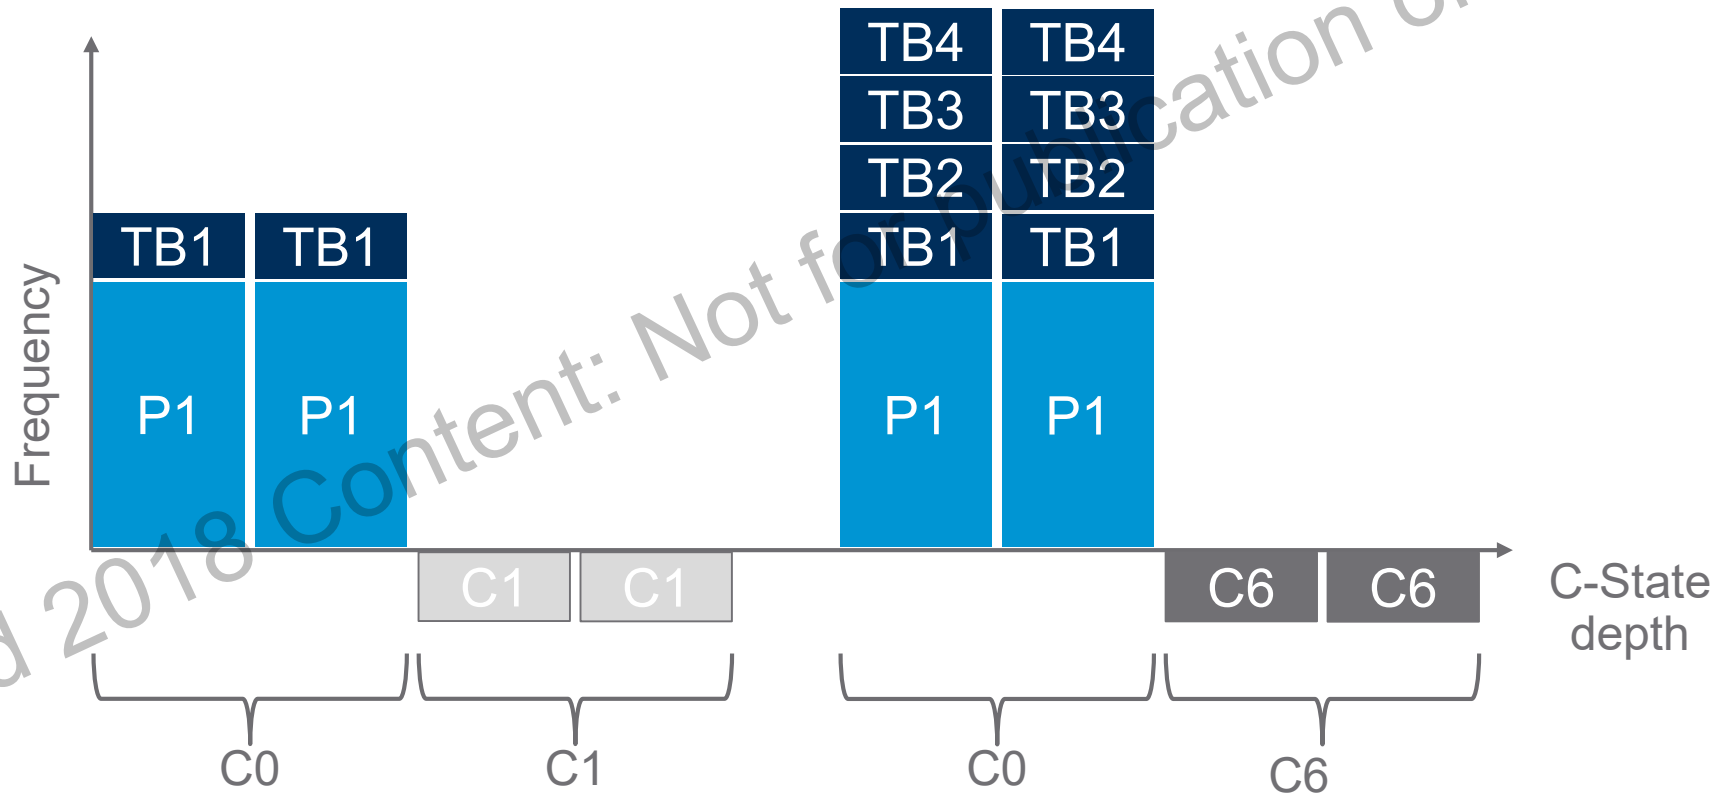 TB4 TB4
TB3 TB3
TB2 TB2
TB1 TB1 TB1 TB1
Frequency
P1 P1 P1 P1
C1 C1 C6 C6
C-State
depth
C0 C1 C0 C6
2018 Content: Not for publication